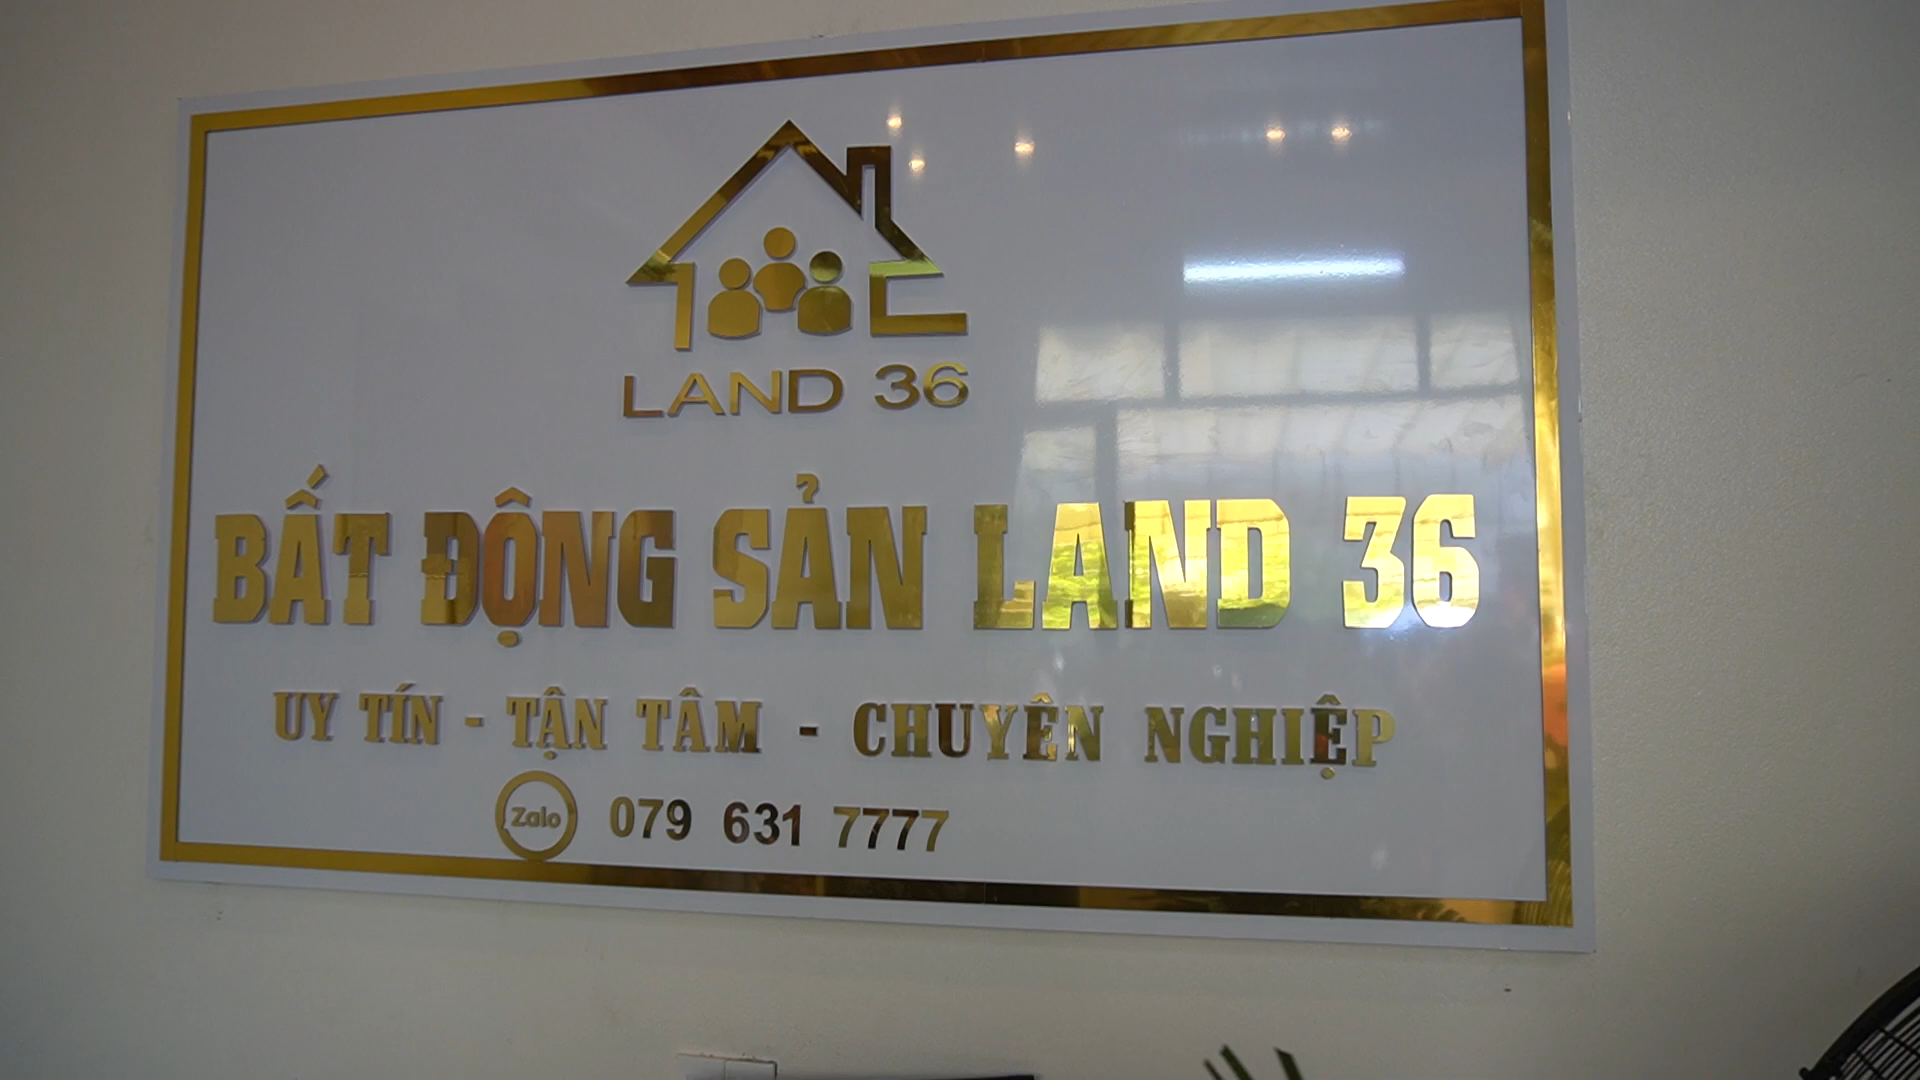 LAND 36
BẤT ĐỘNG SẢN LAND 36
UY TÍN - TẬN TÂM - CHUYÊN NGHIỆP
Zalo 079 631 7777